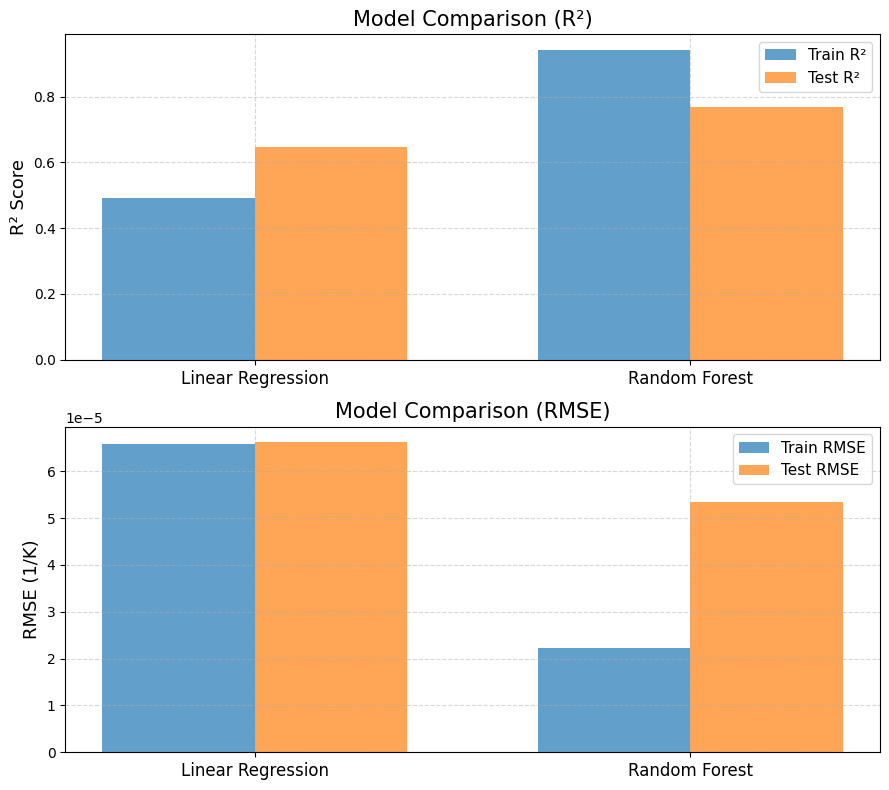 Model Comparison (R²)
Train R²
Test R²
R² Score
0.8
0.6
0.4
0.2
0.0
Linear Regression
Random Forest
Model Comparison (RMSE)
1e−5
Train RMSE
Test RMSE
RMSE (1/K)
6
5
4
3
2
1
0
Linear Regression
Random Forest